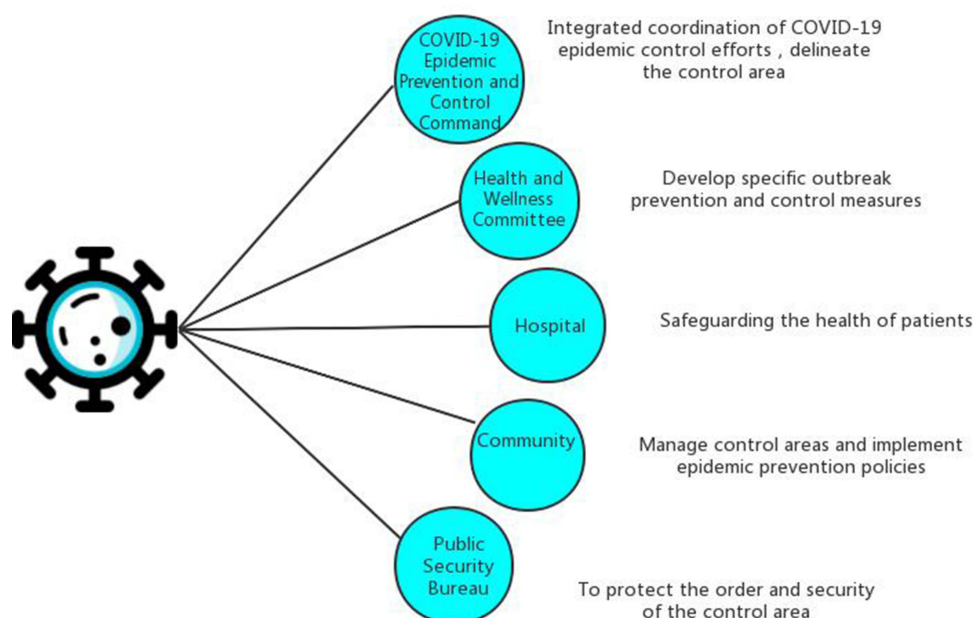 COVID-19
Epidemic
Prevention and
Control
Command
Integrated coordination of COVID-19
epidemic control efforts , delineate
the control area
Health and
Wellness
Committee
Develop specific outbreak
prevention and control measures
Hospital
Safeguarding the health of patients
Community
Manage control areas and implement
epidemic prevention policies
Public
Security
Bureau
To protect the order and security
of the control area